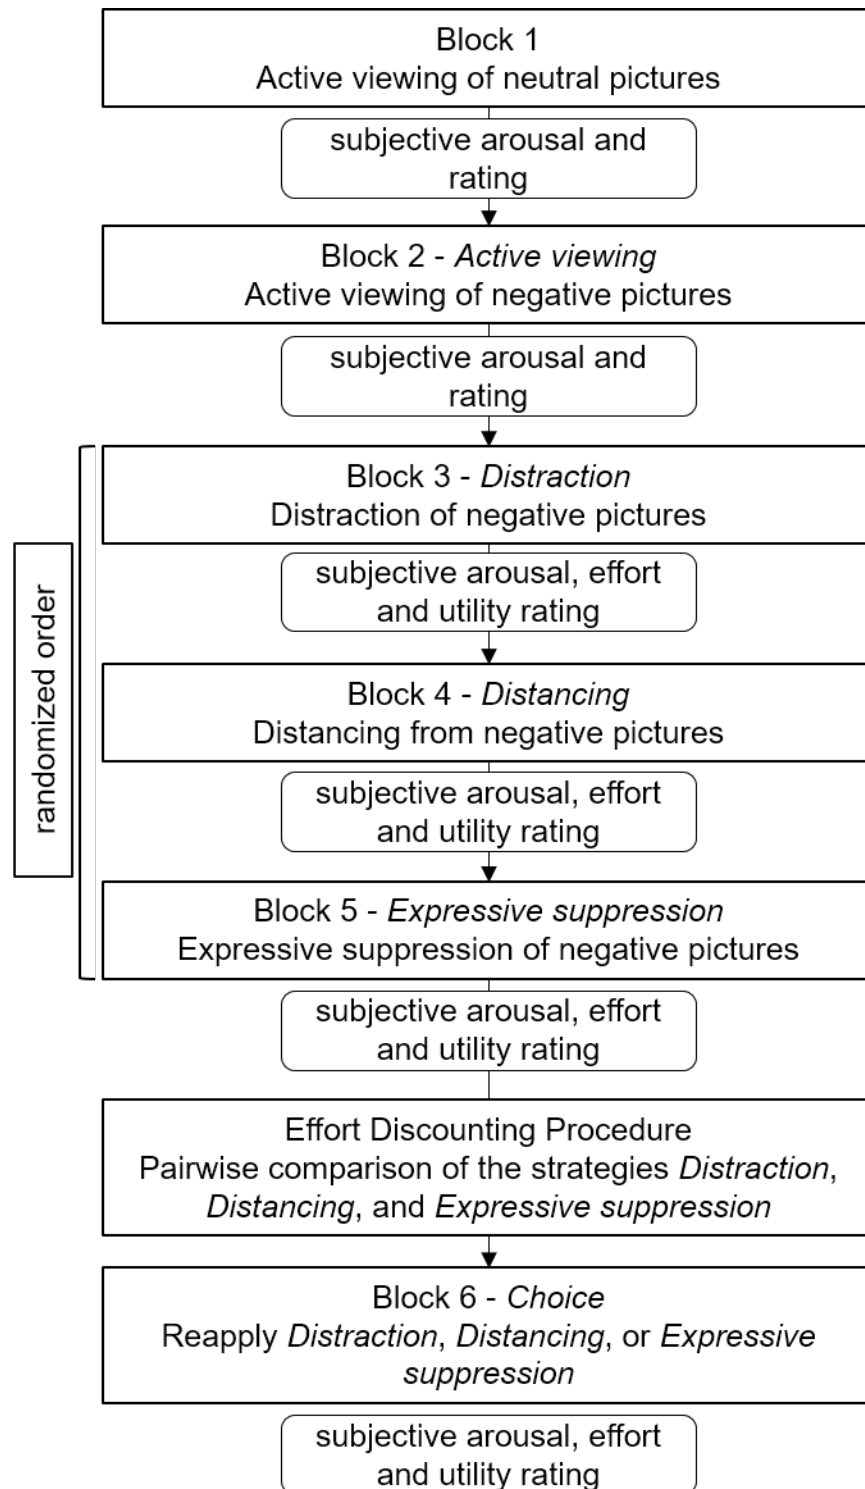 Block 1
Active viewing of neutral pictures
subjective arousal and
rating
Block 2 - Active viewing
Active viewing of negative pictures
subjective arousal and
rating
randomized order
Block 3 - Distraction
Distraction of negative pictures
subjective arousal, effort
and utility rating
Block 4 - Distancing
Distancing from negative pictures
subjective arousal, effort
and utility rating
Block 5 - Expressive suppression
Expressive suppression of negative pictures
subjective arousal, effort
and utility rating
Effort Discounting Procedure
Pairwise comparison of the strategies Distraction,
Distancing, and Expressive suppression
Block 6 - Choice
Reapply Distraction, Distancing, or Expressive
suppression
subjective arousal, effort
and utility rating